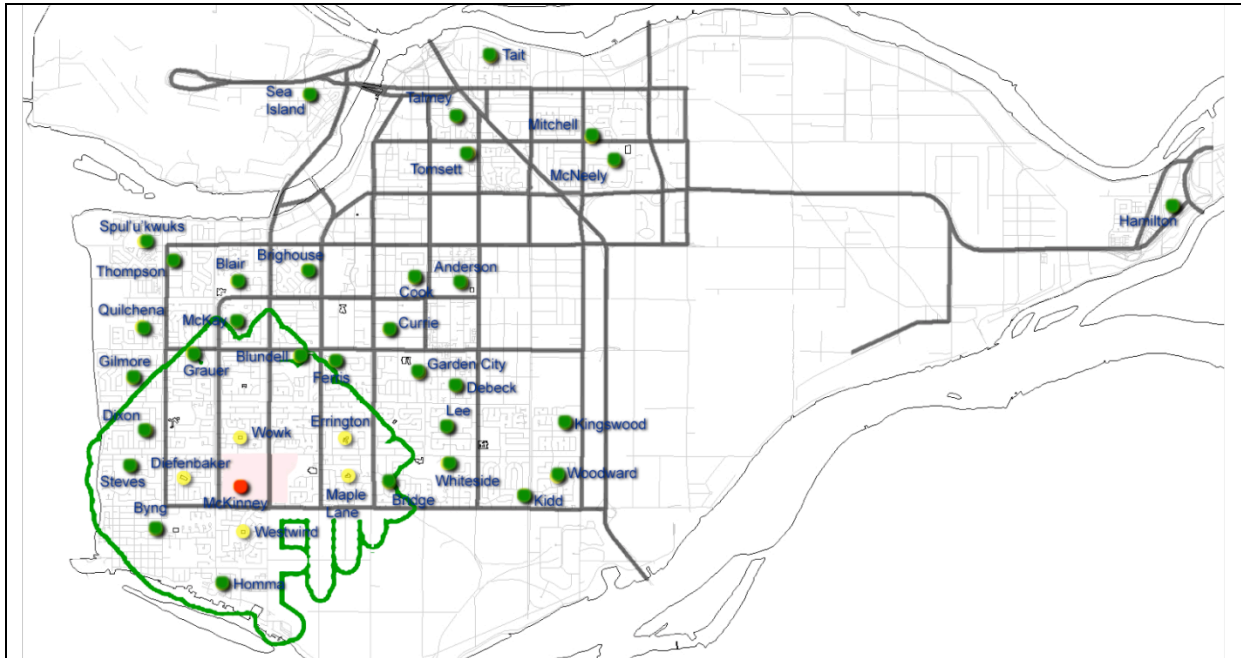 Tait
Sea
Island
Talmey
Mitchell
Tomsett
McNeely
Hamilton
Spul'u'kwuks
Thompson
Blair
Brighouse
Anderson
Cook
Quilchena
McKay
Currie
Gilmore
Grauer
Blundell
Ferris
Garden City
Debeck
Dixon
Wowk
Errington
Lee
Kingswood
Steves
Diefenbaker
McKinney
Maple
Lane
Bridge
Whiteside
Woodward
Kidd
Byng
Westwind
Homma